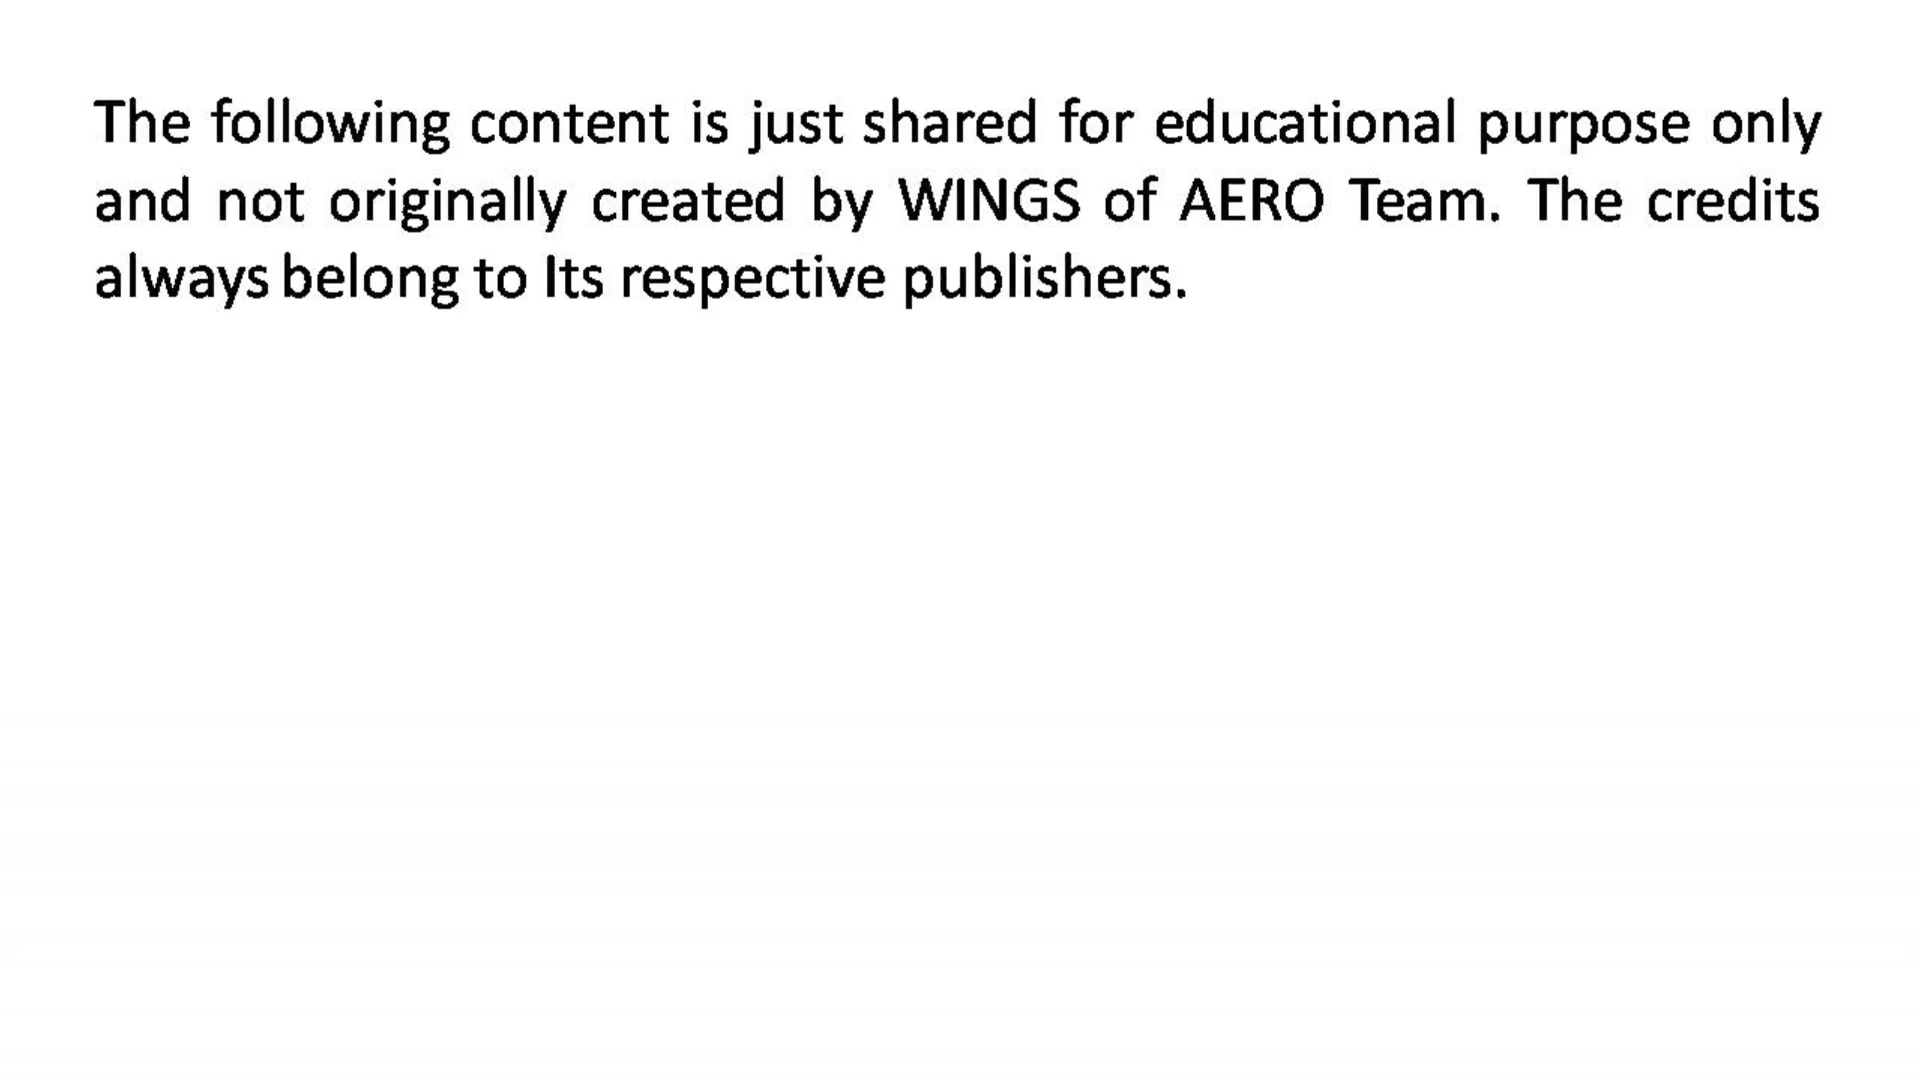 The following content is just shared for educational purpose only
and not originally created by WINGS of AERO Team. The credits
always belong to Its respective publishers.